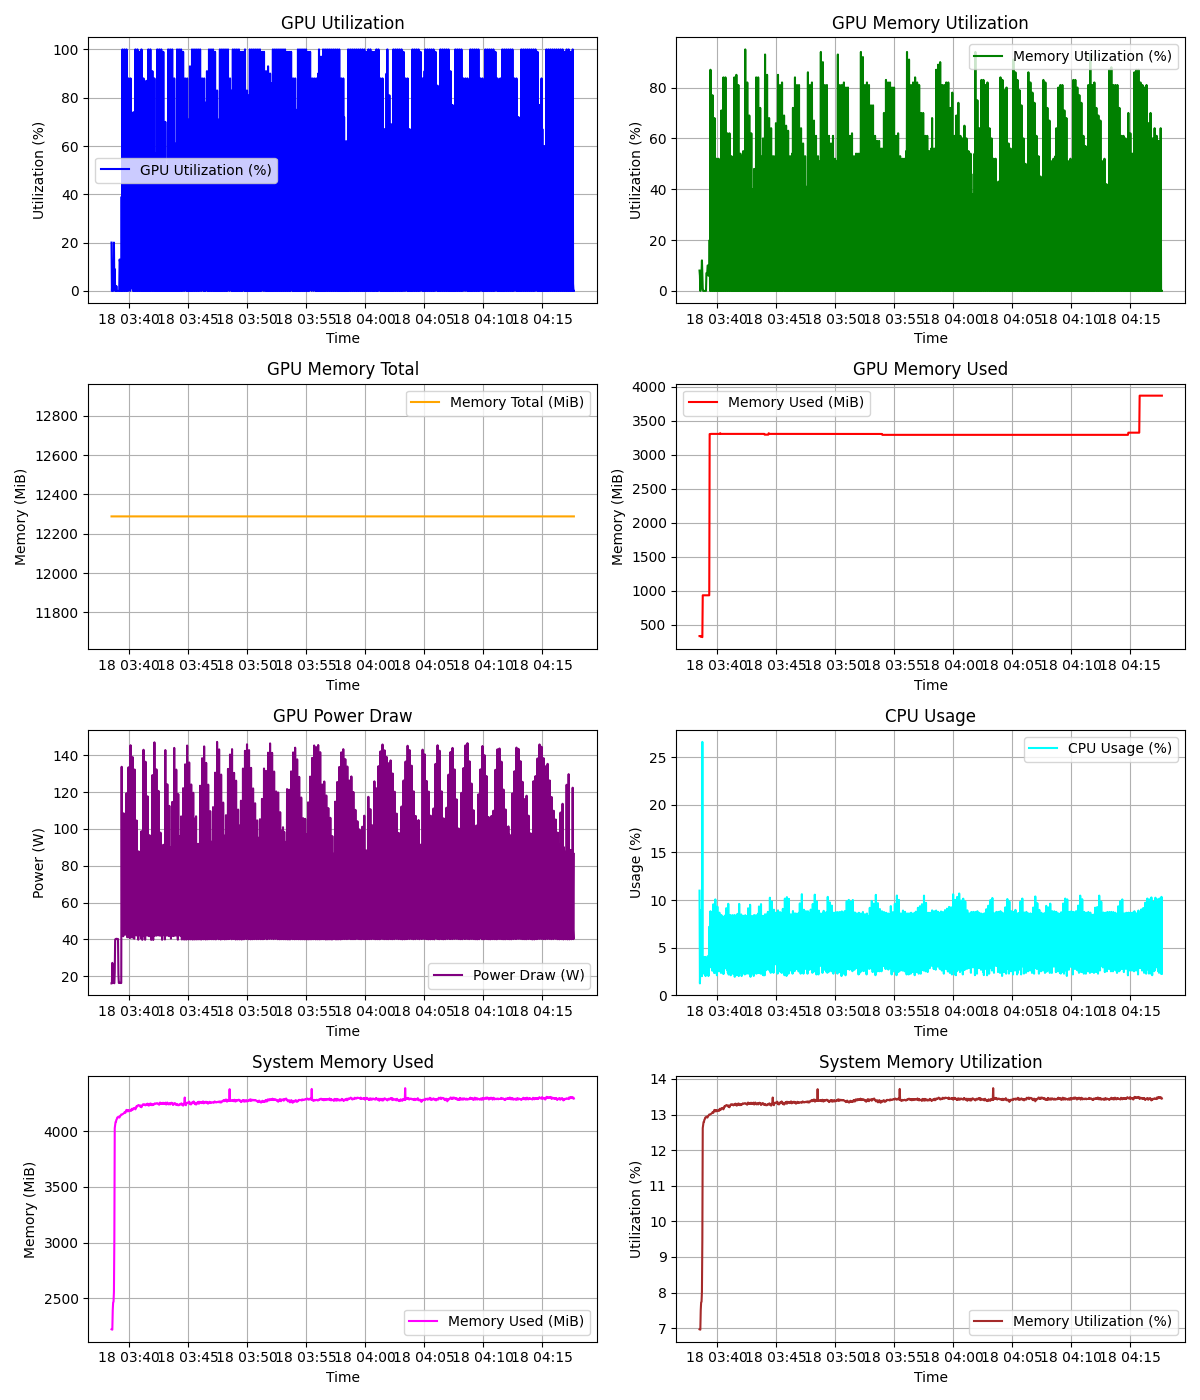 GPU Utilization
100
80
60
40
20
0
Utilization (%)
GPU Utilization (%)
18 03:40 18 03:45 18 03:50 18 03:55 18 04:00 18 04:05 18 04:10 18 04:15
Time
GPU Memory Utilization
80
60
40
20
0
Utilization (%)
Memory Utilization (%)
18 03:40 18 03:45 18 03:50 18 03:55 18 04:00 18 04:05 18 04:10 18 04:15
Time
GPU Memory Total
12800
12600
12400
12200
12000
11800
Memory (MiB)
Memory Total (MiB)
18 03:40 18 03:45 18 03:50 18 03:55 18 04:00 18 04:05 18 04:10 18 04:15
Time
GPU Memory Used
4000
3500
3000
2500
2000
1500
1000
500
Memory (MiB)
Memory Used (MiB)
18 03:40 18 03:45 18 03:50 18 03:55 18 04:00 18 04:05 18 04:10 18 04:15
Time
GPU Power Draw
140
120
100
80
60
40
20
Power (W)
Power Draw (W)
18 03:40 18 03:45 18 03:50 18 03:55 18 04:00 18 04:05 18 04:10 18 04:15
Time
CPU Usage
25
20
15
10
5
0
Usage (%)
CPU Usage (%)
18 03:40 18 03:45 18 03:50 18 03:55 18 04:00 18 04:05 18 04:10 18 04:15
Time
System Memory Used
4000
3500
3000
2500
Memory (MiB)
Memory Used (MiB)
18 03:40 18 03:45 18 03:50 18 03:55 18 04:00 18 04:05 18 04:10 18 04:15
Time
System Memory Utilization
14
13
12
11
10
9
8
7
Utilization (%)
Memory Utilization (%)
18 03:40 18 03:45 18 03:50 18 03:55 18 04:00 18 04:05 18 04:10 18 04:15
Time